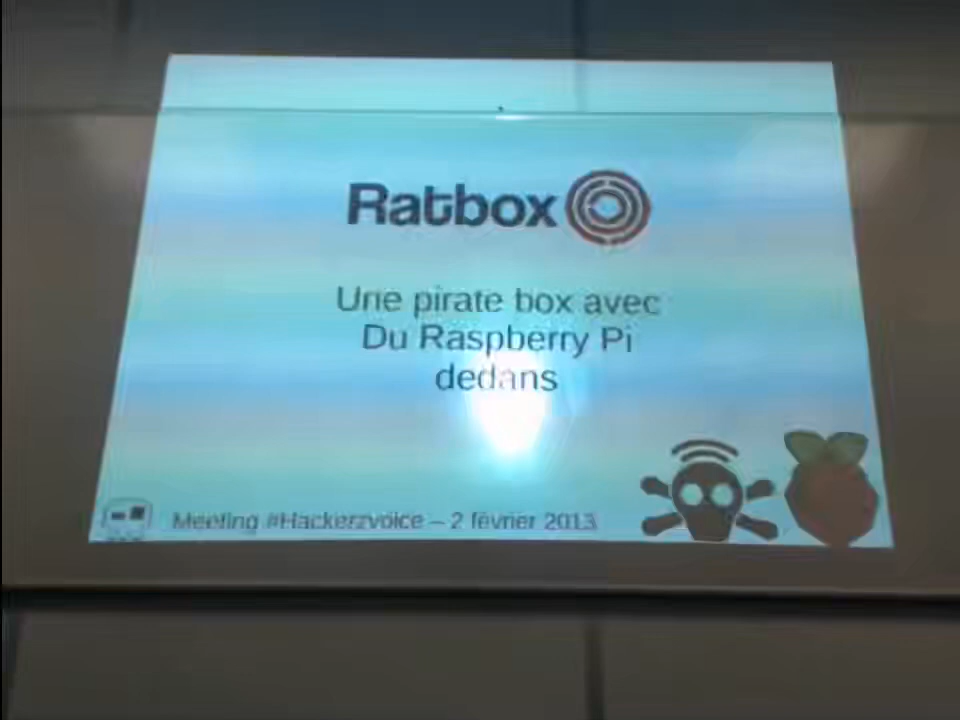 Ratbox
Une pirate box avec
Du Raspberry Pi
dedans
Meeting #Hackerzvoice – 2 février 2013